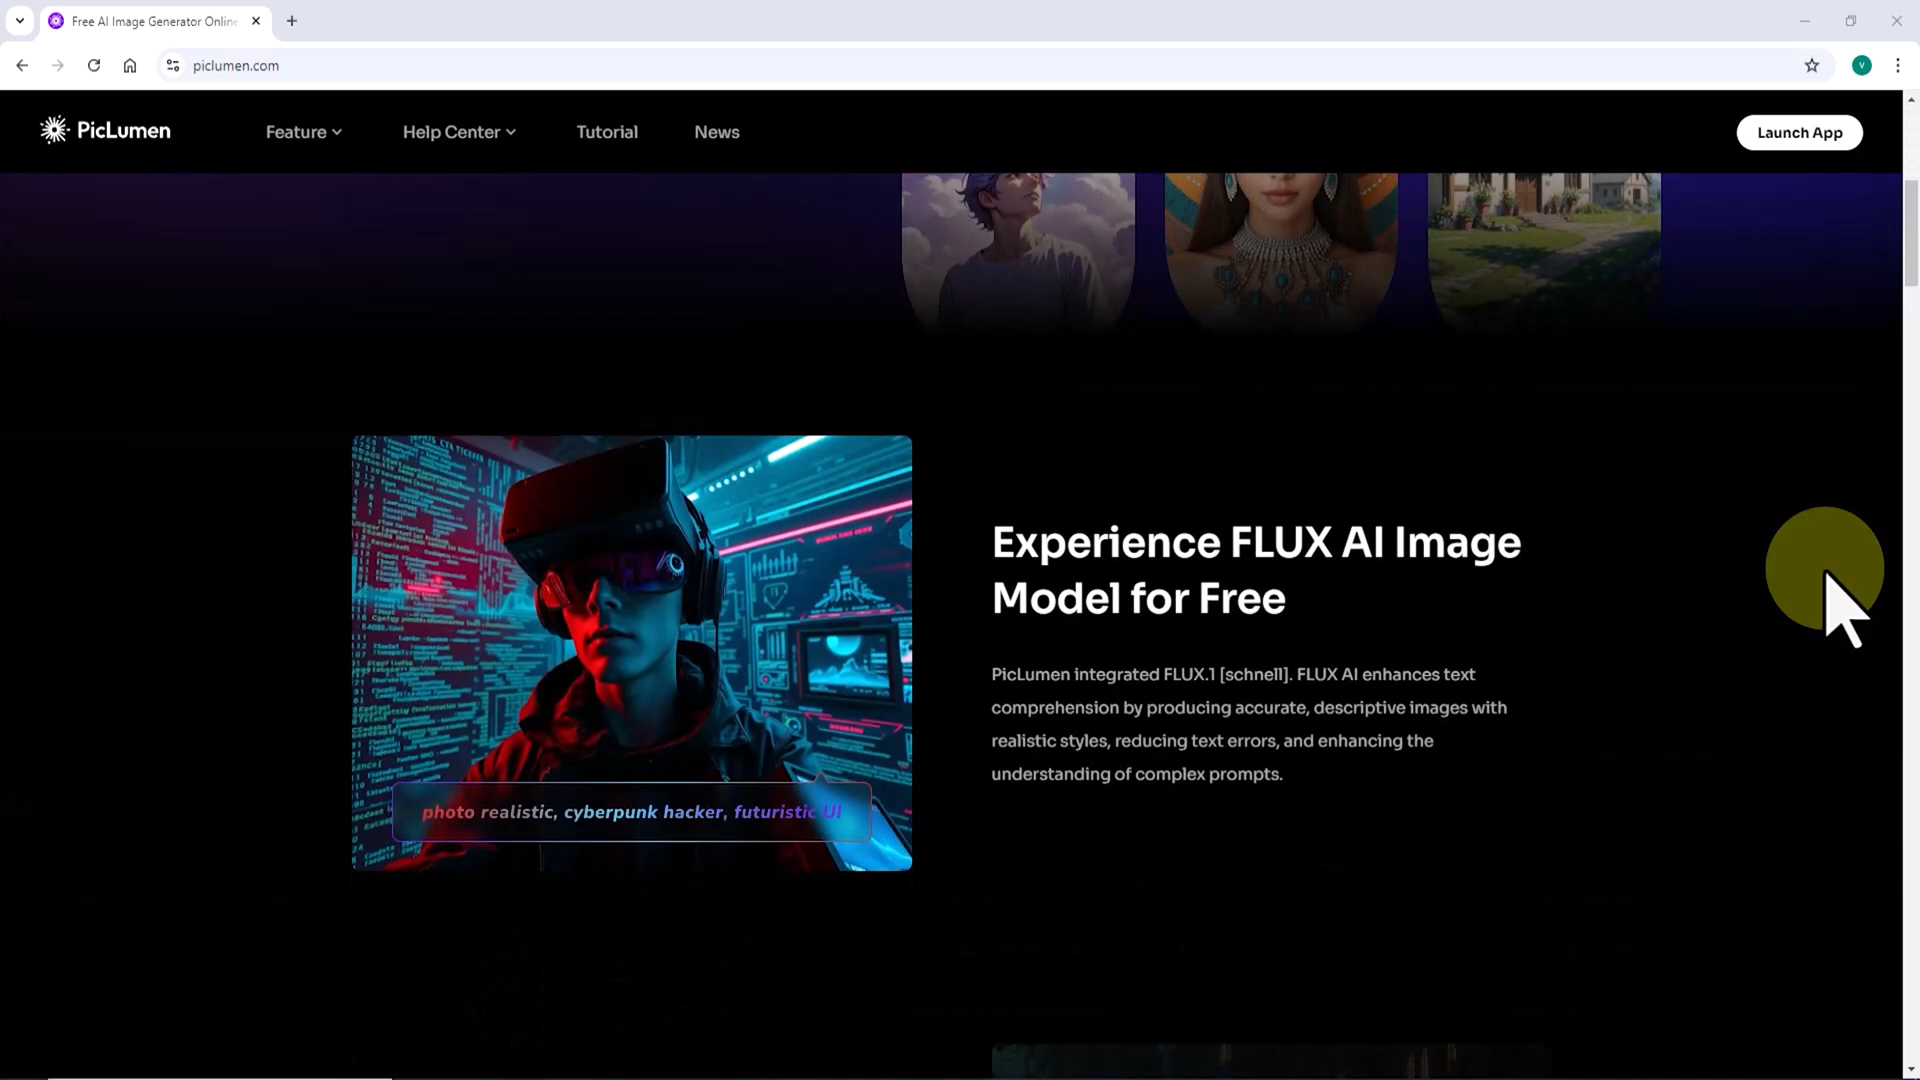 Free AI Image Generator Online
piclumen.com
V
PicLumen
Feature
Help Center
Tutorial
News
Launch App
Experience FLUX AI Image
Model for Free
PicLumen integrated FLUX.1 [schnell]. FLUX AI enhances text
comprehension by producing accurate, descriptive images with
realistic styles, reducing text errors, and enhancing the
understanding of complex prompts.
photo realistic, cyberpunk hacker, futuristic UI